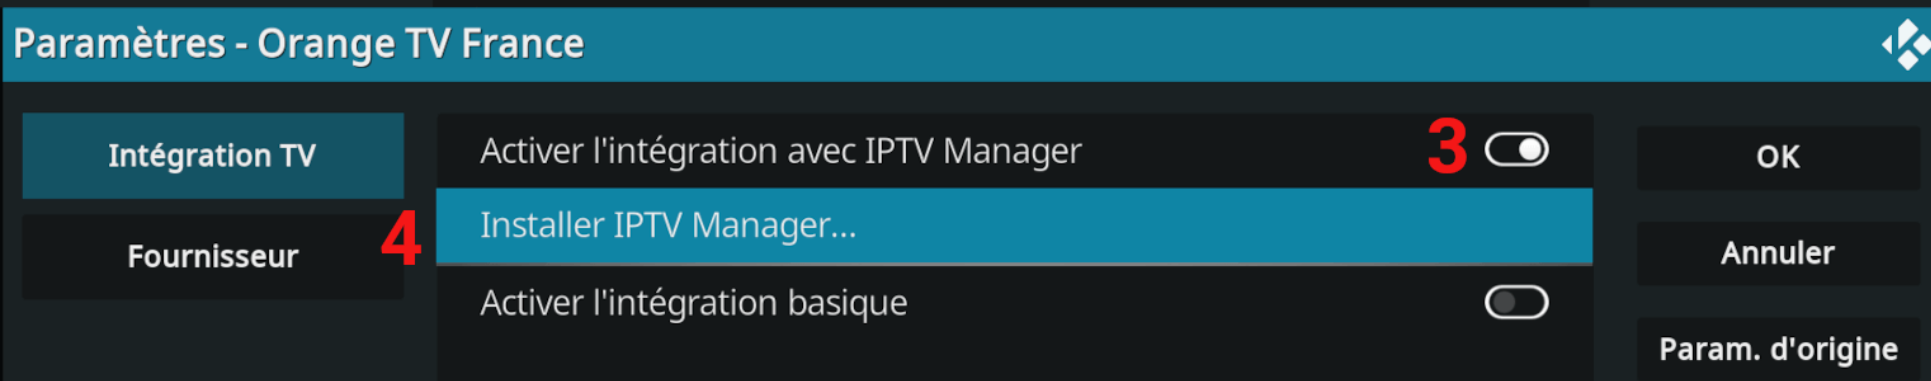 Paramètres - Orange TV France
Intégration TV
Fournisseur
Activer l'intégration avec IPTV Manager
3
4
Installer IPTV Manager...
Activer l'intégration basique
OK
Annuler
Param. d'origine